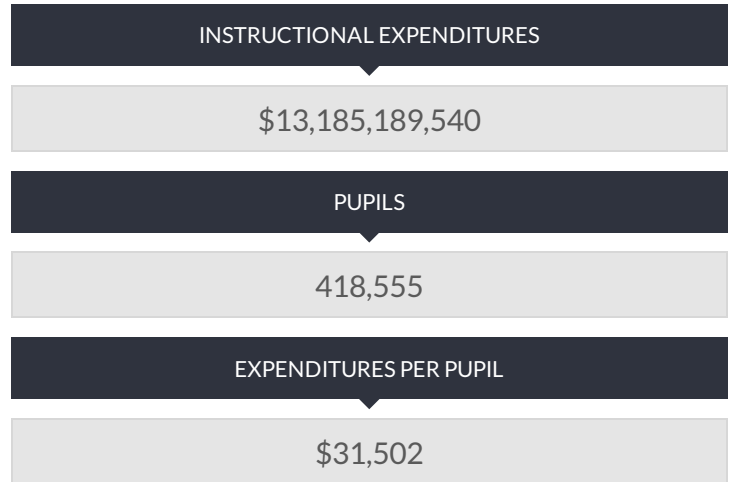 INSTRUCTIONAL EXPENDITURES
$13,185,189,540
PUPILS
418,555
EXPENDITURES PER PUPIL
$31,502